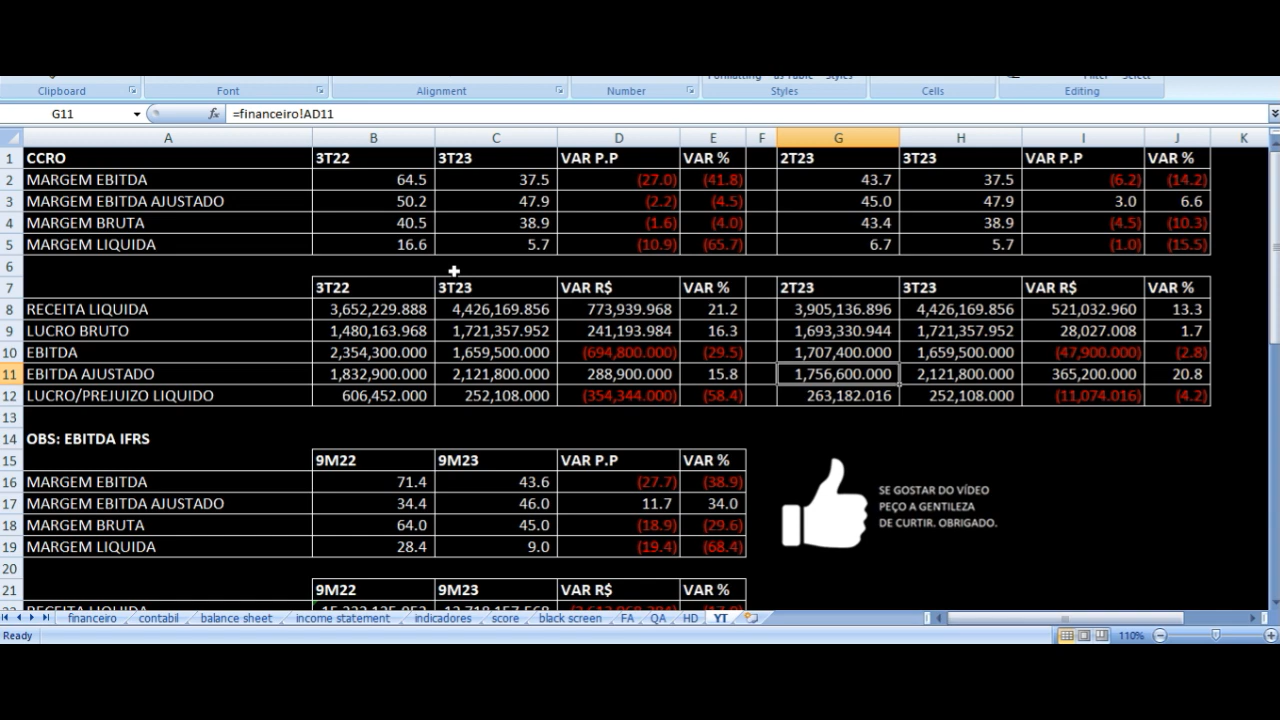 Clipboard Font Alignment Number Styles Cells Editing
G11 fx =financeiro!AD11
A B C D E F G H I J K
1 CCRO 3T22 3T23 VAR P.P VAR % 2T23 3T23 VAR P.P VAR %
2 MARGEM EBITDA 64.5 37.5 (27.0) (41.8) 43.7 37.5 (6.2) (14.2)
3 MARGEM EBITDA AJUSTADO 50.2 47.9 (2.2) (4.5) 45.0 47.9 3.0 6.6
4 MARGEM BRUTA 40.5 38.9 (1.6) (4.0) 43.4 38.9 (4.5) (10.3)
5 MARGEM LIQUIDA 16.6 5.7 (10.9) (65.7) 6.7 5.7 (1.0) (15.5)
6
7 3T22 3T23 VAR R$ VAR % 2T23 3T23 VAR R$ VAR %
8 RECEITA LIQUIDA 3,652,229.888 4,426,169.856 773,939.968 21.2 3,905,136.896 4,426,169.856 521,032.960 13.3
9 LUCRO BRUTO 1,480,163.968 1,721,357.952 241,193.984 16.3 1,693,330.944 1,721,357.952 28,027.008 1.7
10 EBITDA 2,354,300.000 1,659,500.000 (694,800.000) (29.5) 1,707,400.000 1,659,500.000 (47,900.000) (2.8)
11 EBITDA AJUSTADO 1,832,900.000 2,121,800.000 288,900.000 15.8 1,756,600.000 2,121,800.000 365,200.000 20.8
12 LUCRO/PREJUIZO LIQUIDO 606,452.000 252,108.000 (354,344.000) (58.4) 263,182.016 252,108.000 (11,074.016) (4.2)
13
14 OBS: EBITDA IFRS
15 9M22 9M23 VAR P.P VAR %
16 MARGEM EBITDA 71.4 43.6 (27.7) (38.9)
17 MARGEM EBITDA AJUSTADO 34.4 46.0 11.7 34.0
18 MARGEM BRUTA 64.0 45.0 (18.9) (29.6)
19 MARGEM LIQUIDA 28.4 9.0 (19.4) (68.4)
SE GOSTAR DO VÍDEO
PEÇO A GENTILEZA
DE CURTIR. OBRIGADO.
20
21 9M22 9M23 VAR R$ VAR %
RECEITA LIQUIDA
financeiro contabil balance sheet income statement indicadores score black screen FA QA HD YT
Ready 110%